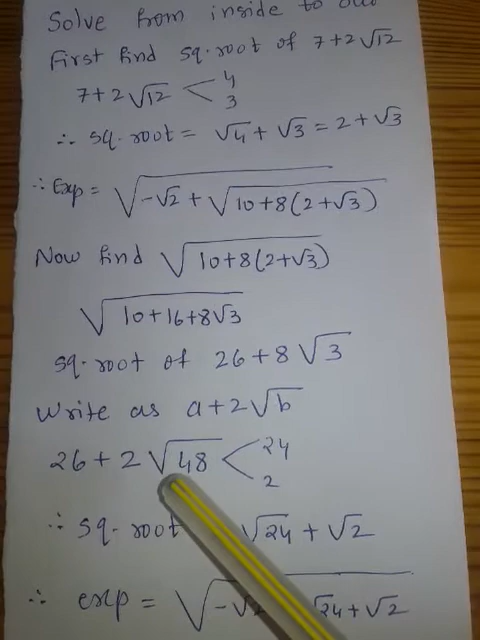 Solve from inside to out
First find sq. root of 7+2√12
7+2√12 < 4
3
∴ sq. root = √4 + √3 = 2+√3
∴ Exp = √(-√2 + √(10+8(2+√3)))
Now find √(10+8(2+√3))
√(10+16+8√3)
sq. root of 26+8√3
Write as a+2√b
26+2√48 < 24
2
∴ sq. root √24 + √2
∴ exp = √(-√2 √24+√2)